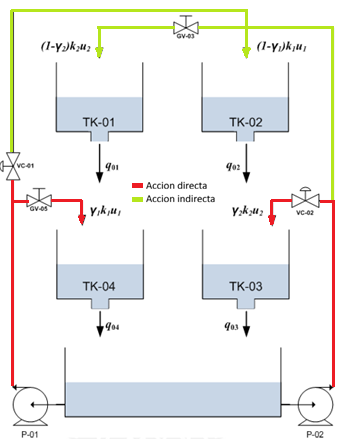 GV-03
(1-γ2)k2u2
(1-γ1)k1u1
TK-01
TK-02
VC-01
q01
q02
Accion directa
Accion indirecta
GV-05
γ1k1u1
γ2k2u2
VC-02
TK-04
TK-03
q04
q03
P-01
P-02